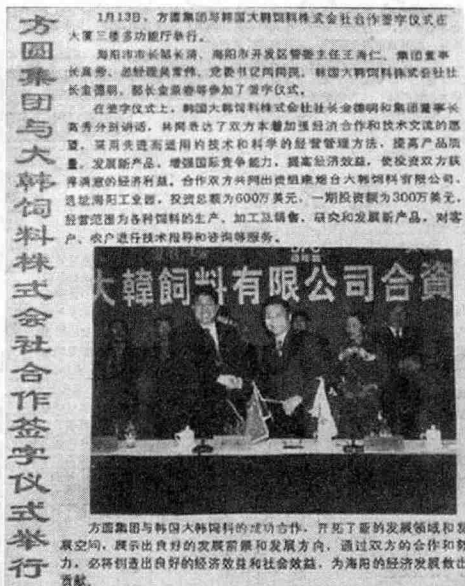 方圆集团与大韩饲料株式会社合作签字仪式举行
1月13日，方圆集团与韩国大韩饲料株式会社合作签字仪式在
大厦三楼多功能厅举行。
海阳市市长邹长清、海阳市开发区管委主任王海仁、集团董事
长高秀、总经理吴常伟、党委书记冯润民、韩国大韩饲料株式会社社
长金德明、部长金荣春等参加了签字仪式。
在签字仪式上，韩国大韩饲料株式会社社长金德明和集团董事长
高秀分别讲话，共同表达了双方本着加强经济合作和技术交流的愿
望，采用先进而适用的技术和科学的经营管理方法，提高产品质
量，发展新产品，增强国际竞争能力，提高经济效益，使投资双方获
得满意的经济利益。合作双方共同出资组建烟台大韩饲料有限公司，
选址海阳工业园，投资总额为600万美元，一期投资额为300万美元，
经营范围为各种饲料的生产、加工及销售，研究和发展新产品，对客
户、农户进行技术指导和咨询等服务。
大韓飼料有限公司合資
方圆集团与韩国大韩饲料的成功合作，开拓了新的发展领域和发
展空间，展示出良好的发展前景和发展方向，通过双方的合作和努
力，必将创造出良好的经济效益和社会效益，为海阳的经济发展做出
贡献。